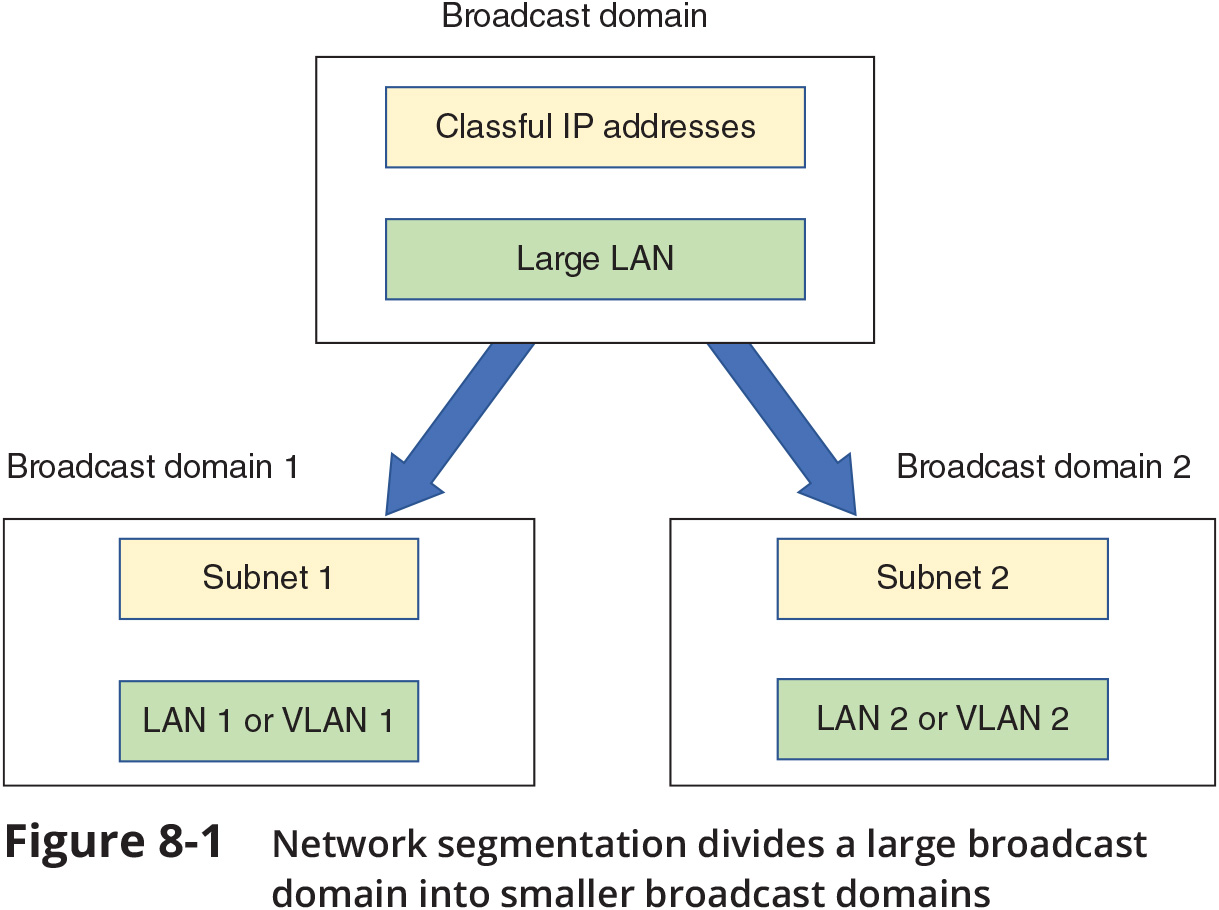 Broadcast domain
Classful IP addresses
Large LAN
Broadcast domain 1
Broadcast domain 2
Subnet 1
Subnet 2
LAN 1 or VLAN 1
LAN 2 or VLAN 2
Figure 8-1 Network segmentation divides a large broadcast
domain into smaller broadcast domains